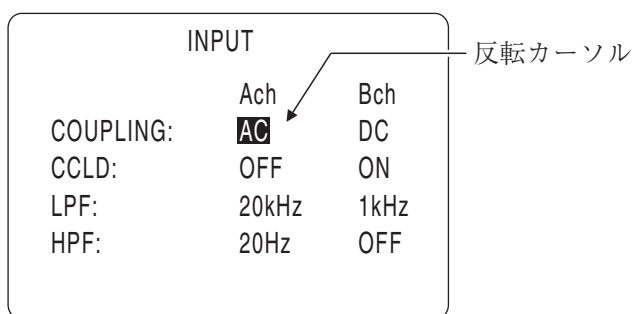 INPUT
反転カーソル
Ach Bch
COUPLING: AC DC
CCLD: OFF ON
LPF: 20kHz 1kHz
HPF: 20Hz OFF